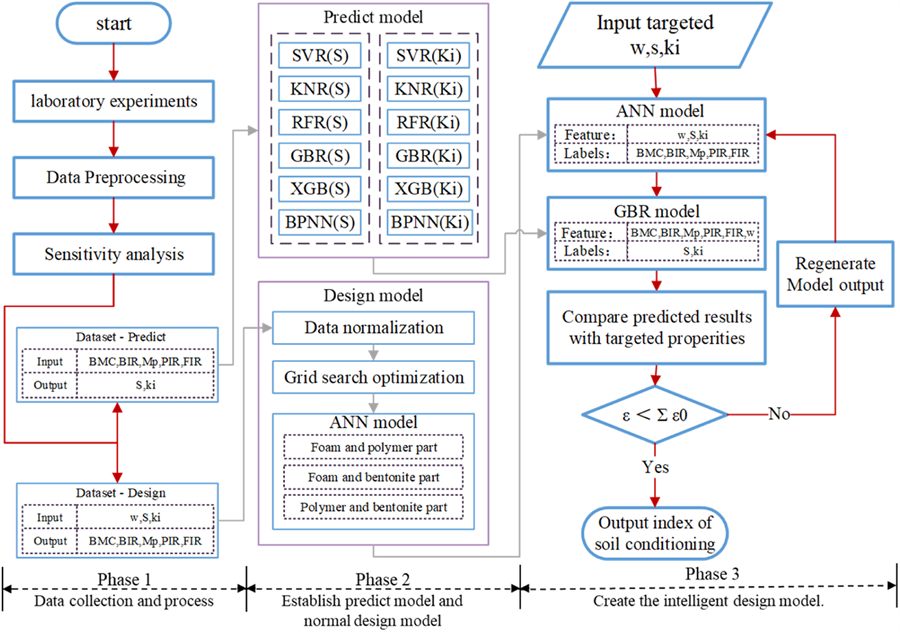 start
laboratory experiments
Data Preprocessing
Sensitivity analysis
Dataset - Predict
Input BMC,BIR,Mp,PIR,FIR
Output S,ki
Dataset - Design
Input w,S,ki
Output BMC,BIR,Mp,PIR,FIR
Predict model
SVR(S) SVR(Ki)
KNR(S) KNR(Ki)
RFR(S) RFR(Ki)
GBR(S) GBR(Ki)
XGB(S) XGB(Ki)
BPNN(S) BPNN(Ki)
Design model
Data normalization
Grid search optimization
ANN model
Foam and polymer part
Foam and bentonite part
Polymer and bentonite part
Input targeted
w,s,ki
ANN model
Feature: w,S,ki
Labels: BMC,BIR,Mp,PIR,FIR
GBR model
Feature: BMC,BIR,Mp,PIR,FIR,w
Labels: S,ki
Compare predicted results
with targeted properities
ε < Σ ε0
No
Regenerate
Model output
Yes
Output index of
soil conditioning
Phase 1
Data collection and process
Phase 2
Establish predict model and
normal design model
Phase 3
Create the intelligent design model.